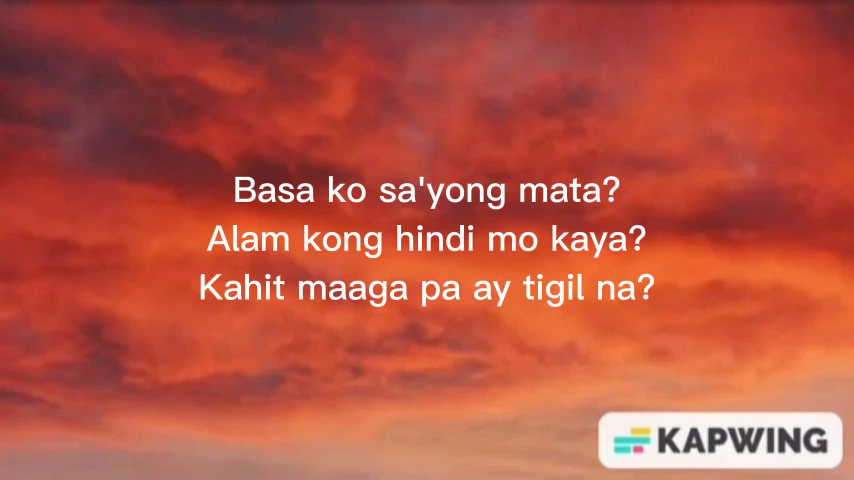 Basa ko sa'yong mata?
Alam kong hindi mo kaya?
Kahit maaga pa ay tigil na?
KAPWING